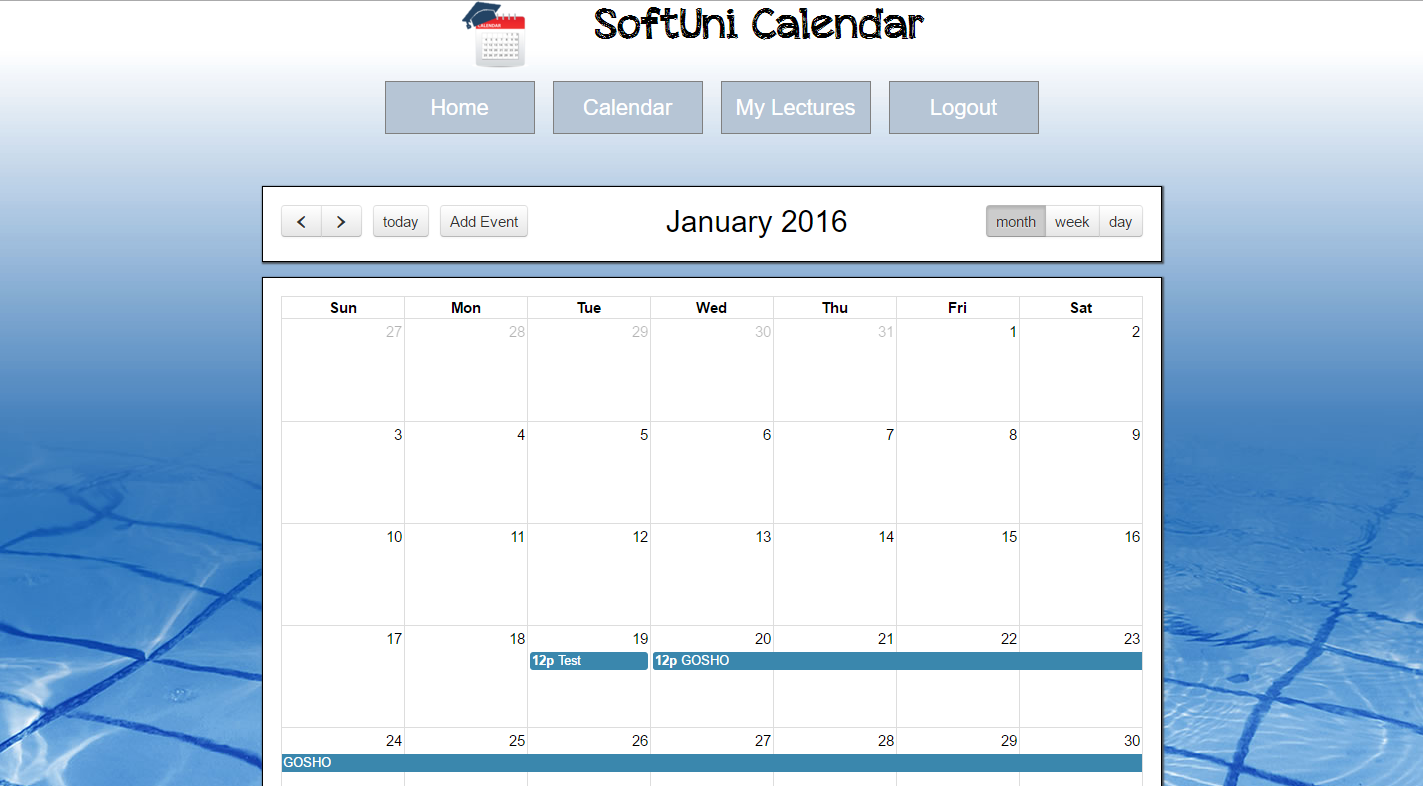 CALENDAR
SoftUni Calendar
Home Calendar My Lectures Logout
today Add Event January 2016 month week day
Sun Mon Tue Wed Thu Fri Sat
27 28 29 30 31 1 2
3 4 5 6 7 8 9
10 11 12 13 14 15 16
17 18 19 20 21 22 23
12p Test 12p GOSHO
24 25 26 27 28 29 30
GOSHO